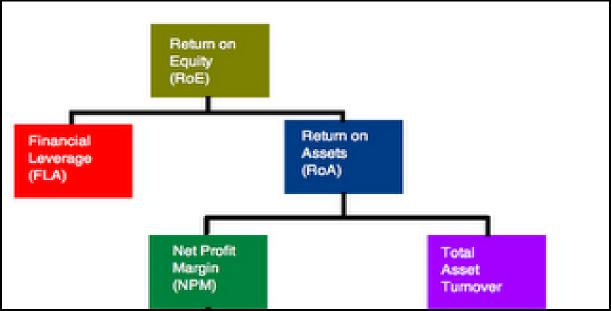 Return on
Equity
(RoE)
Financial
Leverage
(FLA)
Return on
Assets
(RoA)
Net Profit
Margin
(NPM)
Total
Asset
Turnover